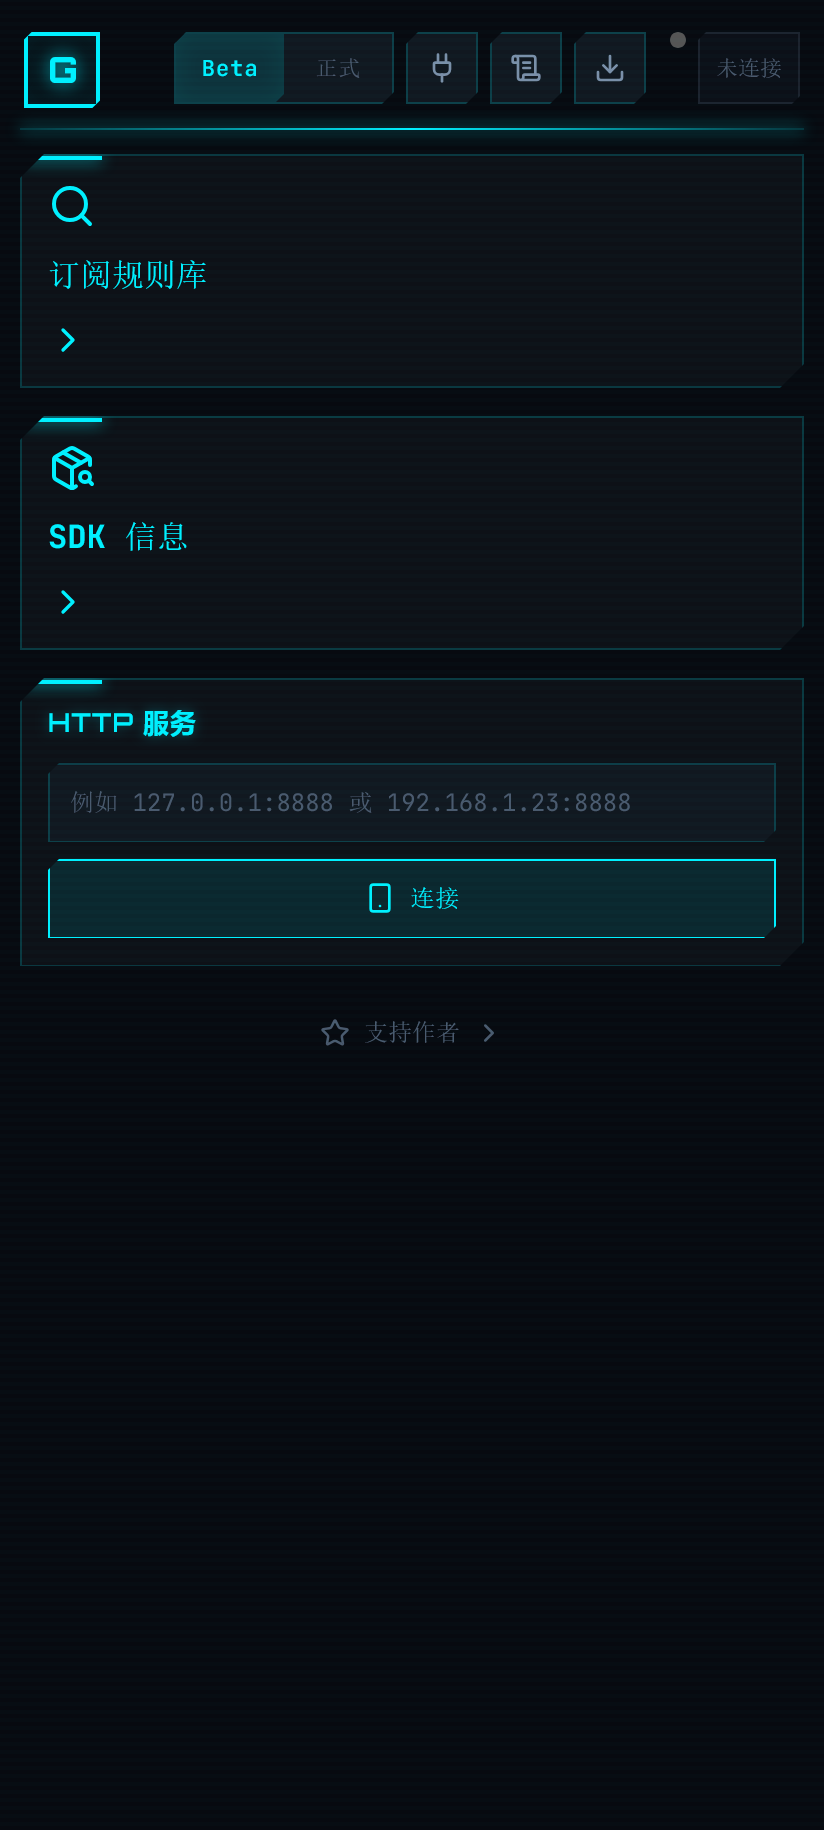 G
Beta 正式 未连接
订阅规则库
SDK 信息
HTTP 服务
例如 127.0.0.1:8888 或 192.168.1.23:8888
连接
支持作者